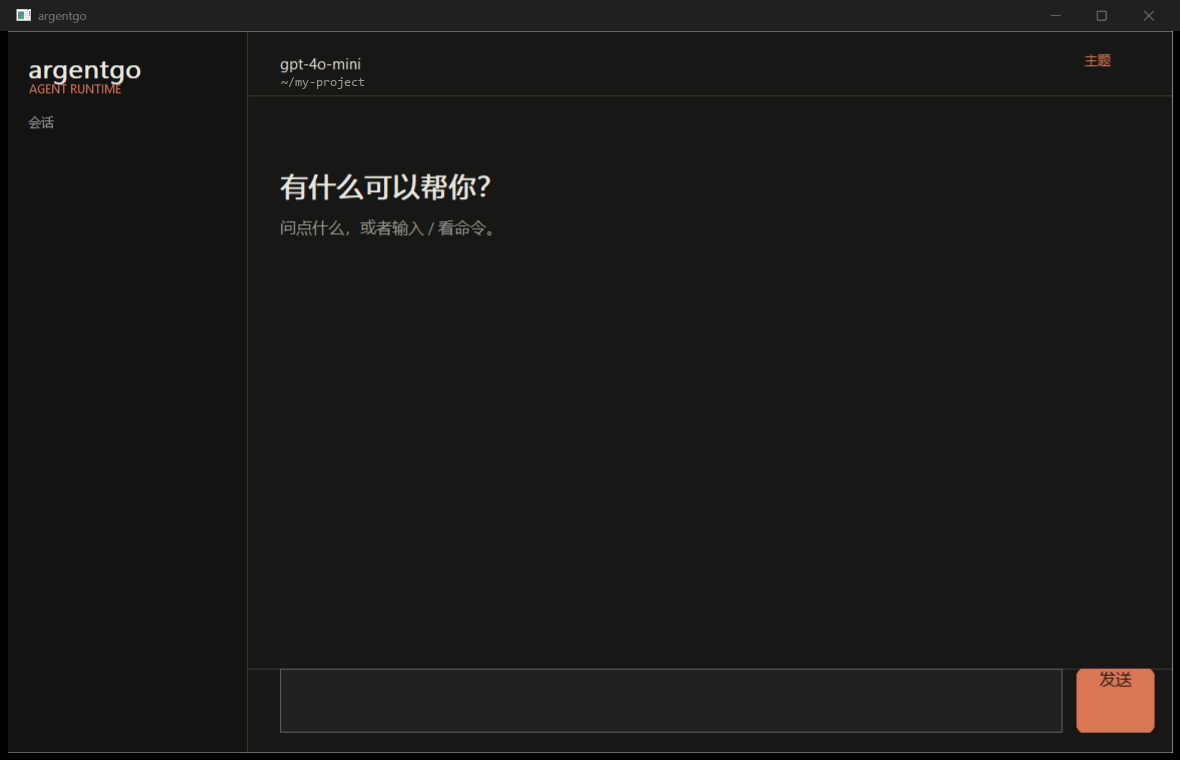 argentgo
argentgo
AGENT RUNTIME
会话
gpt-4o-mini
~/my-project
主题
有什么可以帮你？
问点什么，或者输入 / 看命令。
发送